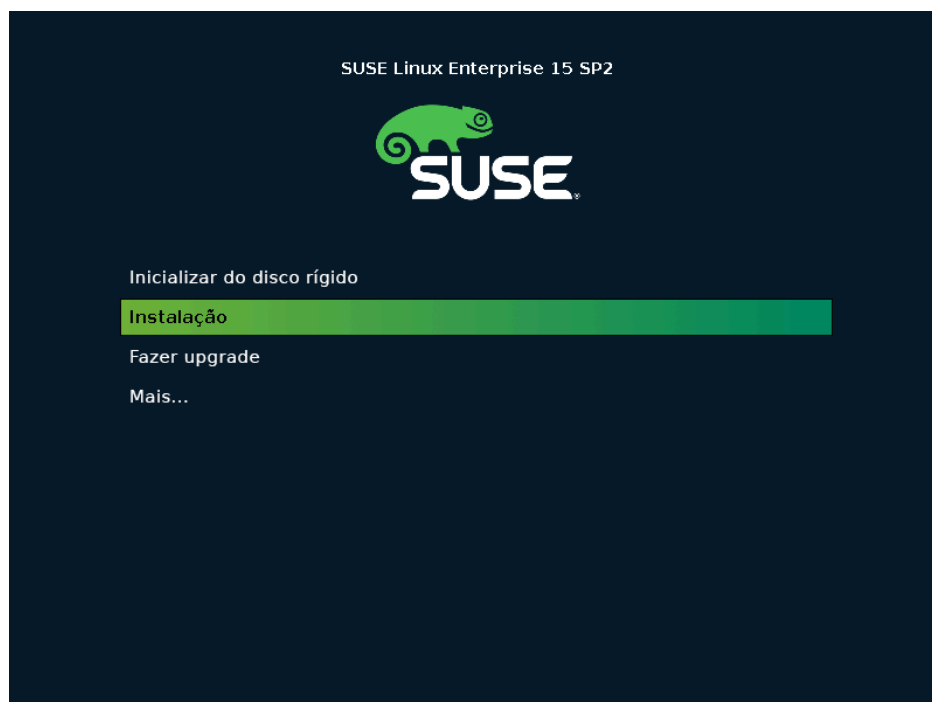 SUSE Linux Enterprise 15 SP2
SUSE
Inicializar do disco rígido
Instalação
Fazer upgrade
Mais...